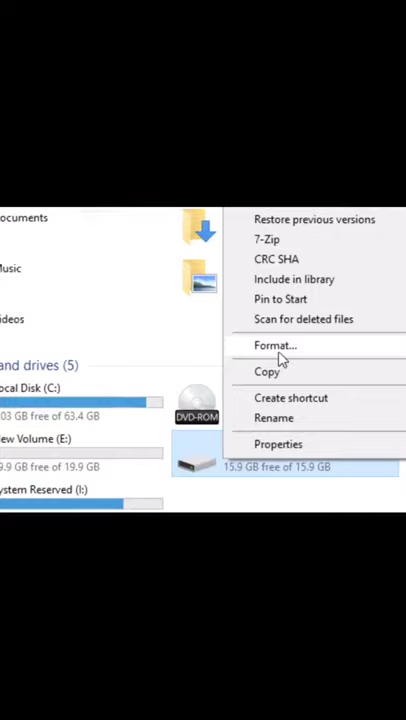 ocuments
Restore previous versions
7-Zip
CRC SHA
Music
Include in library
Pin to Start
ideos
Scan for deleted files
Format...
and drives (5)
Copy
ocal Disk (C:)
03 GB free of 63.4 GB
Create shortcut
DVD-ROM
Rename
ew Volume (E:)
Properties
9.9 GB free of 19.9 GB
15.9 GB free of 15.9 GB
ystem Reserved (I:)